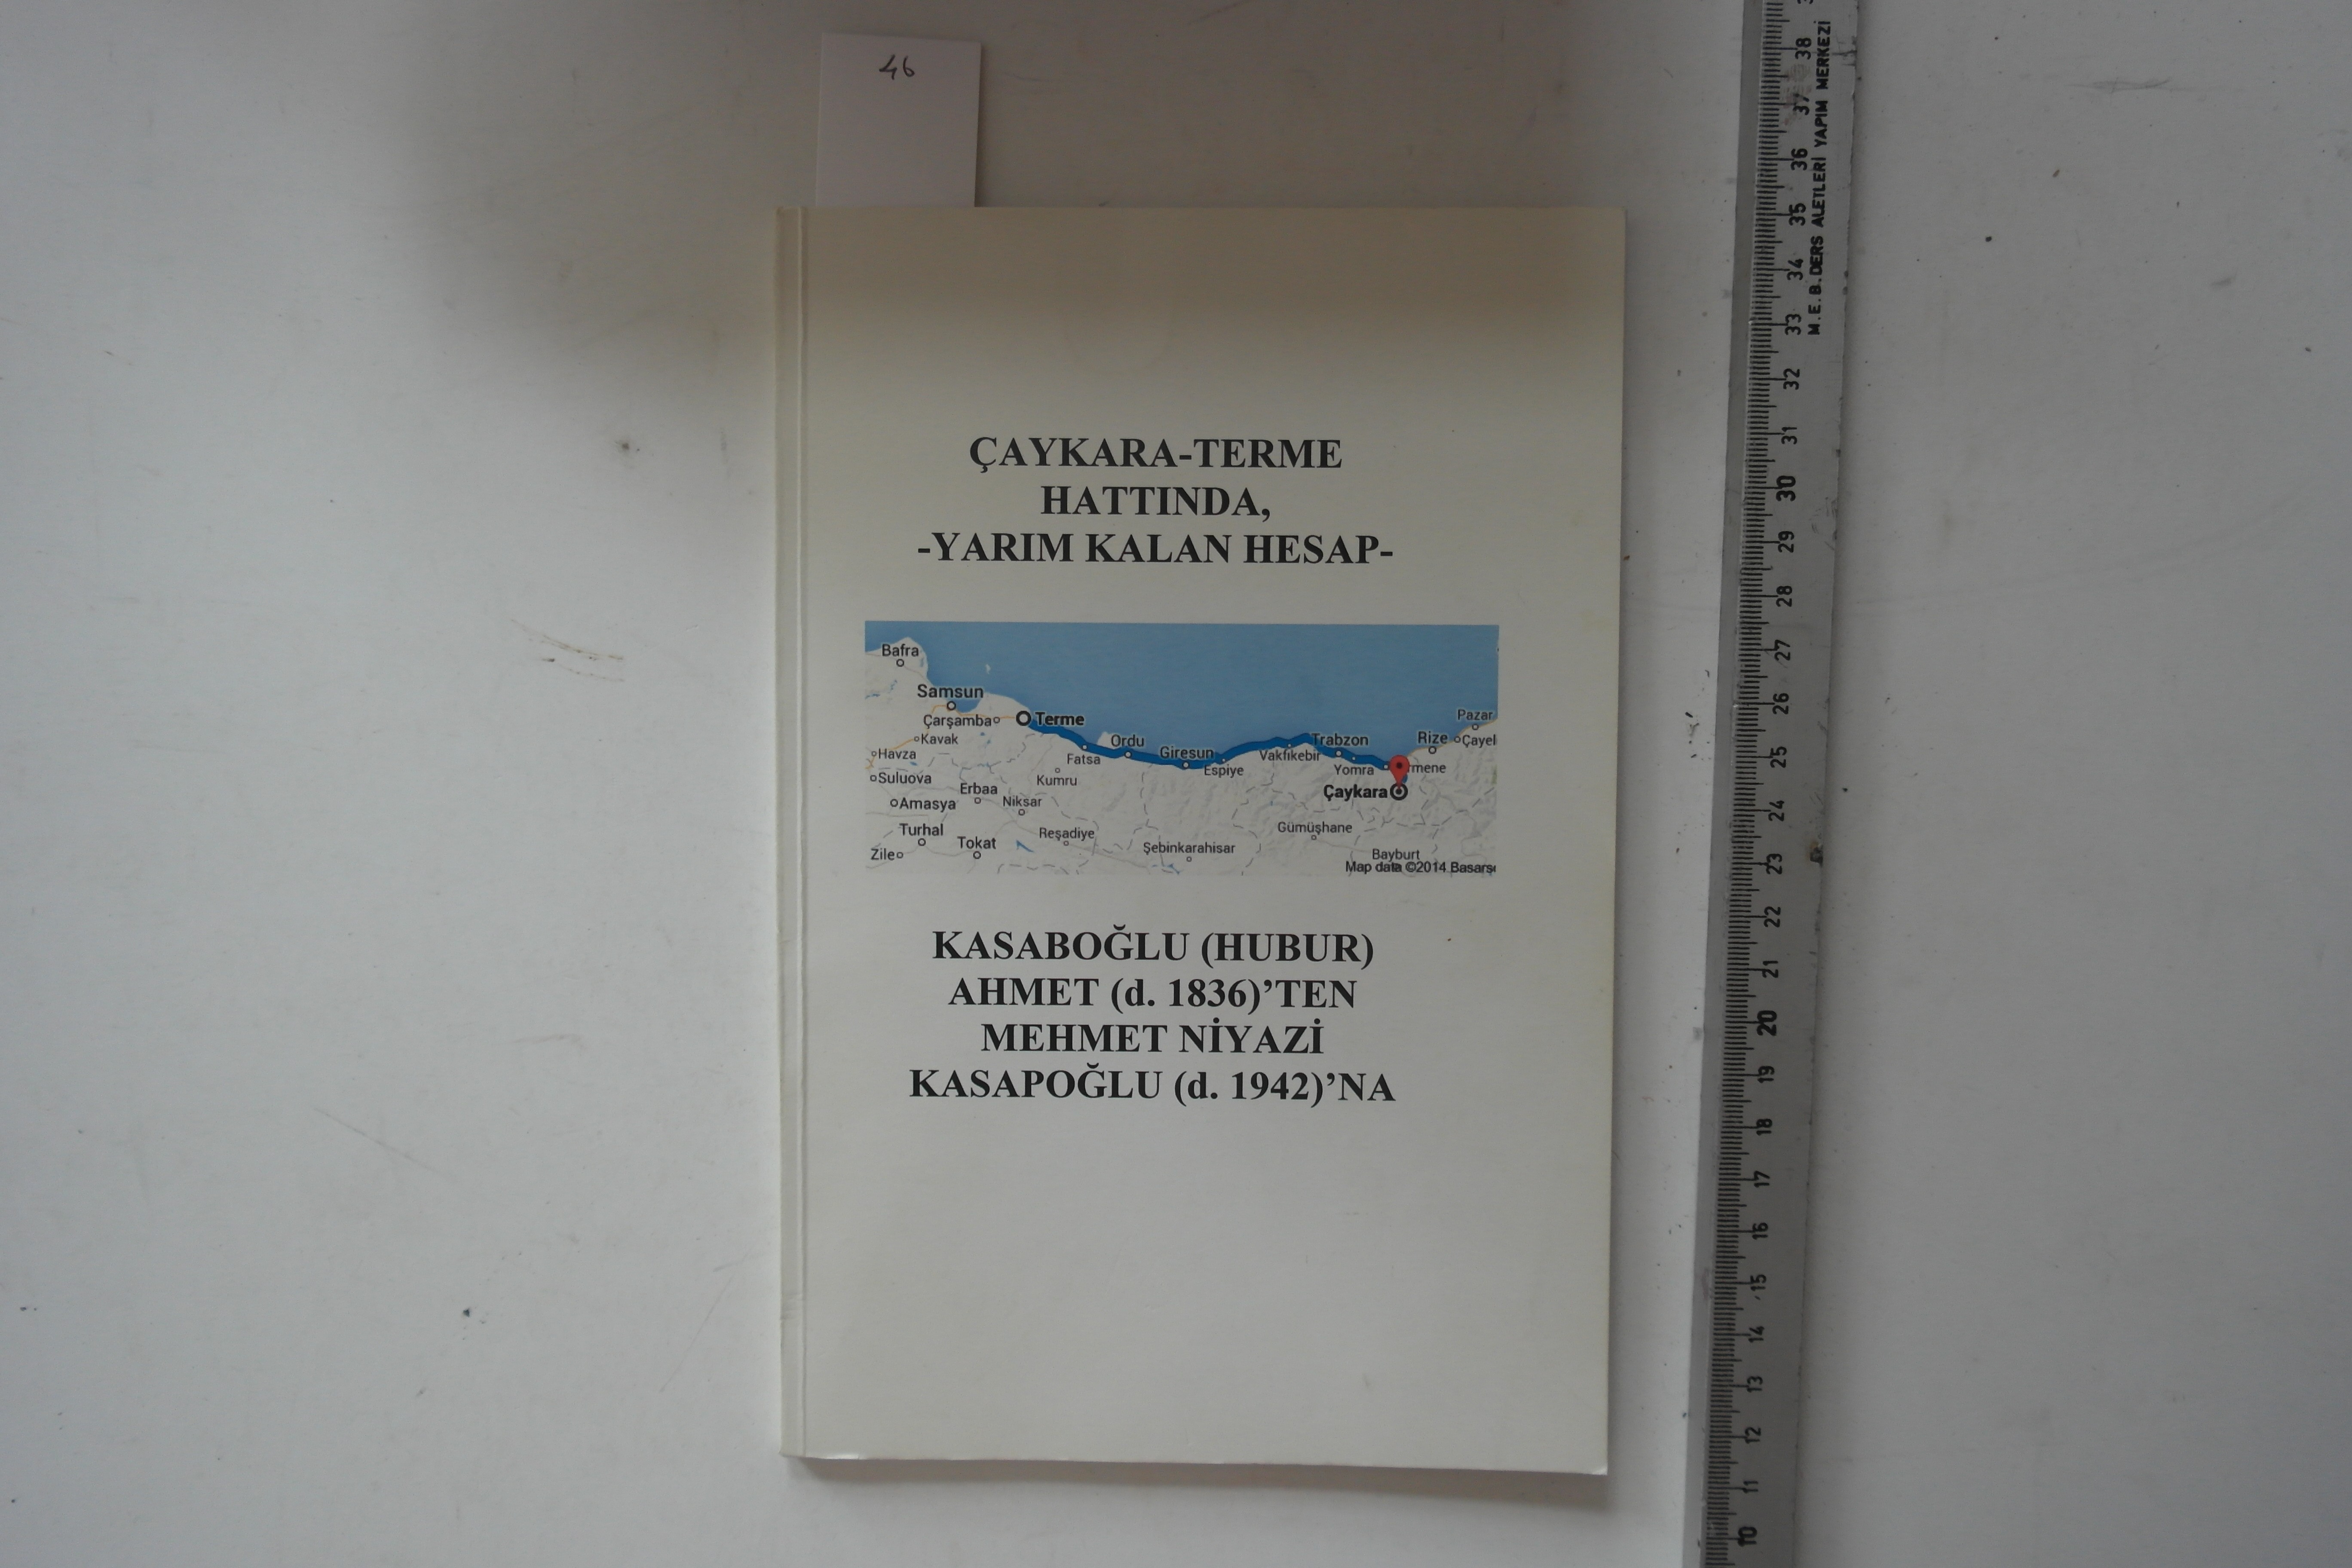 46
ÇAYKARA-TERME
HATTINDA,
-YARIM KALAN HESAP-
Bafra
Samsun
Çarşamba
Terme
Pazar
Kavak
Ordu
Trabzon
Rize
Çayel
Havza
Fatsa
Giresun
Vakfıkebir
Espiye
Yomra
rmene
Suluova
Kumru
Erbaa
Çaykara
Amasya
Niksar
Turhal
Reşadiye
Gümüşhane
Tokat
Şebinkarahisar
Zile
Bayburt
Map data ©2014 Basars
KASABOĞLU (HUBUR)
AHMET (d. 1836)’TEN
MEHMET NİYAZİ
KASAPOĞLU (d. 1942)’NA
M.E.B.DERS ALETLERİ YAPIM MERKEZİ
38
37
36
35
34
33
32
31
30
29
28
27
26
25
24
23
22
21
20
19
18
17
16
15
14
13
12
11
10